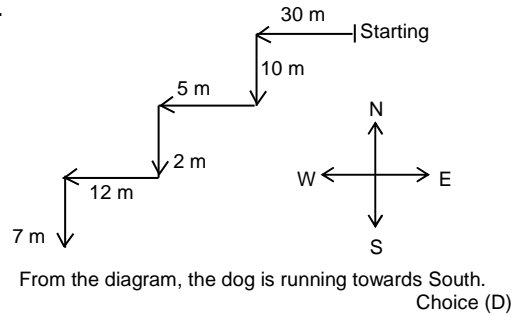 30 m
Starting
10 m
5 m
N
2 m
W
E
12 m
7 m
S
From the diagram, the dog is running towards South.
Choice (D)